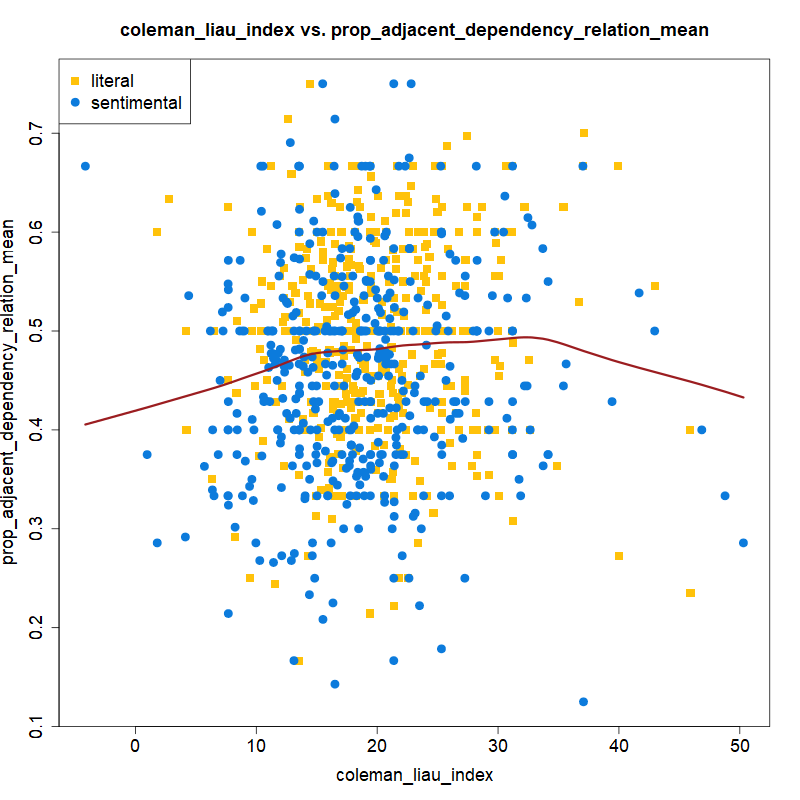 coleman_liau_index vs. prop_adjacent_dependency_relation_mean
literal
sentimental
prop_adjacent_dependency_relation_mean
0.1
0.2
0.3
0.4
0.5
0.6
0.7
0
10
20
30
40
50
coleman_liau_index